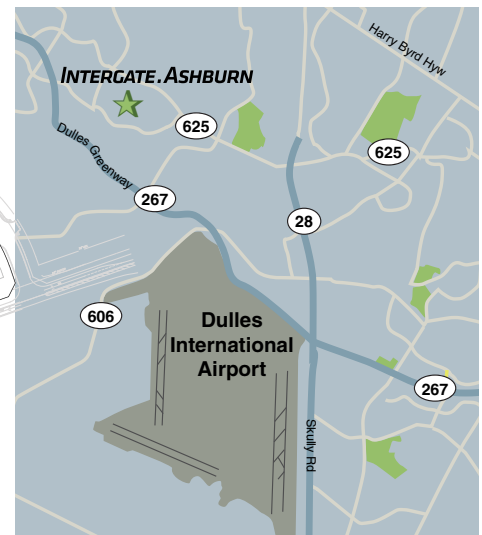 Harry Byrd Hyw
INTERGATE.ASHBURN
625
625
Dulles Greenway
267
28
606
Dulles
International
Airport
267
Skully Rd